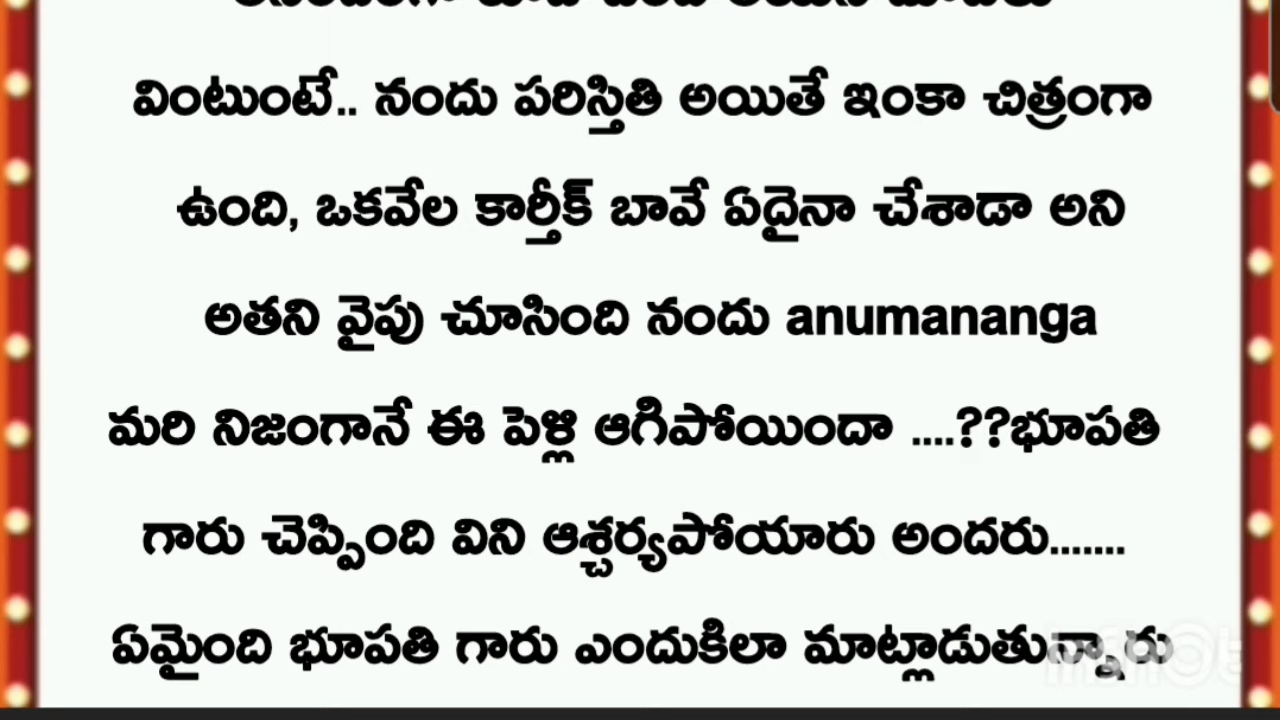 వింటుంటే.. నందు పరిస్తితి అయితే ఇంకా చిత్రంగా
ఉంది, ఒకవేల కార్తీక్ బావే ఏదైనా చేశాడా అని
అతని వైపు చూసింది నందు anumananga
మరి నిజంగానే ఈ పెళ్లి ఆగిపోయిందా ....??భూపతి
గారు చెప్పింది విని ఆశ్చర్యపోయారు అందరు.......
ఏమైంది భూపతి గారు ఎందుకిలా మాట్లాడుతున్నారు